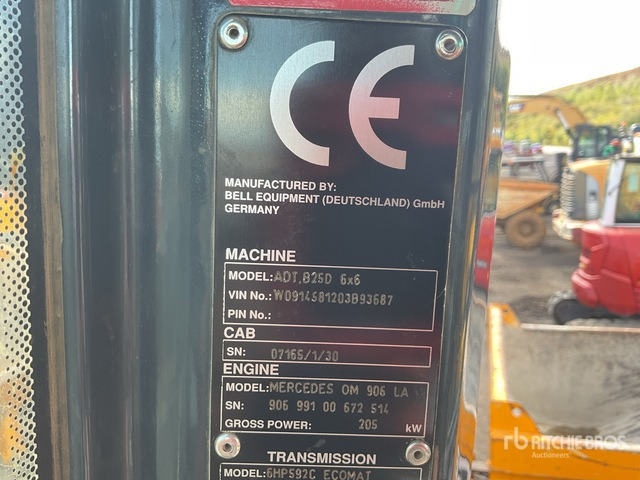 CE
MANUFACTURED BY:
BELL EQUIPMENT (DEUTSCHLAND) GmbH
GERMANY
MACHINE
MODEL: ADT,B25D 6x6
VIN No.: W0914581203B93687
PIN No.:
CAB
SN: 07165/1/30
ENGINE
MODEL: MERCEDES OM 906 LA
SN: 906 991 00 672 514
GROSS POWER: 205 kW
TRANSMISSION
MODEL: 6HP592C ECOMAT
rb RITCHIE BROS.
Auctioneers